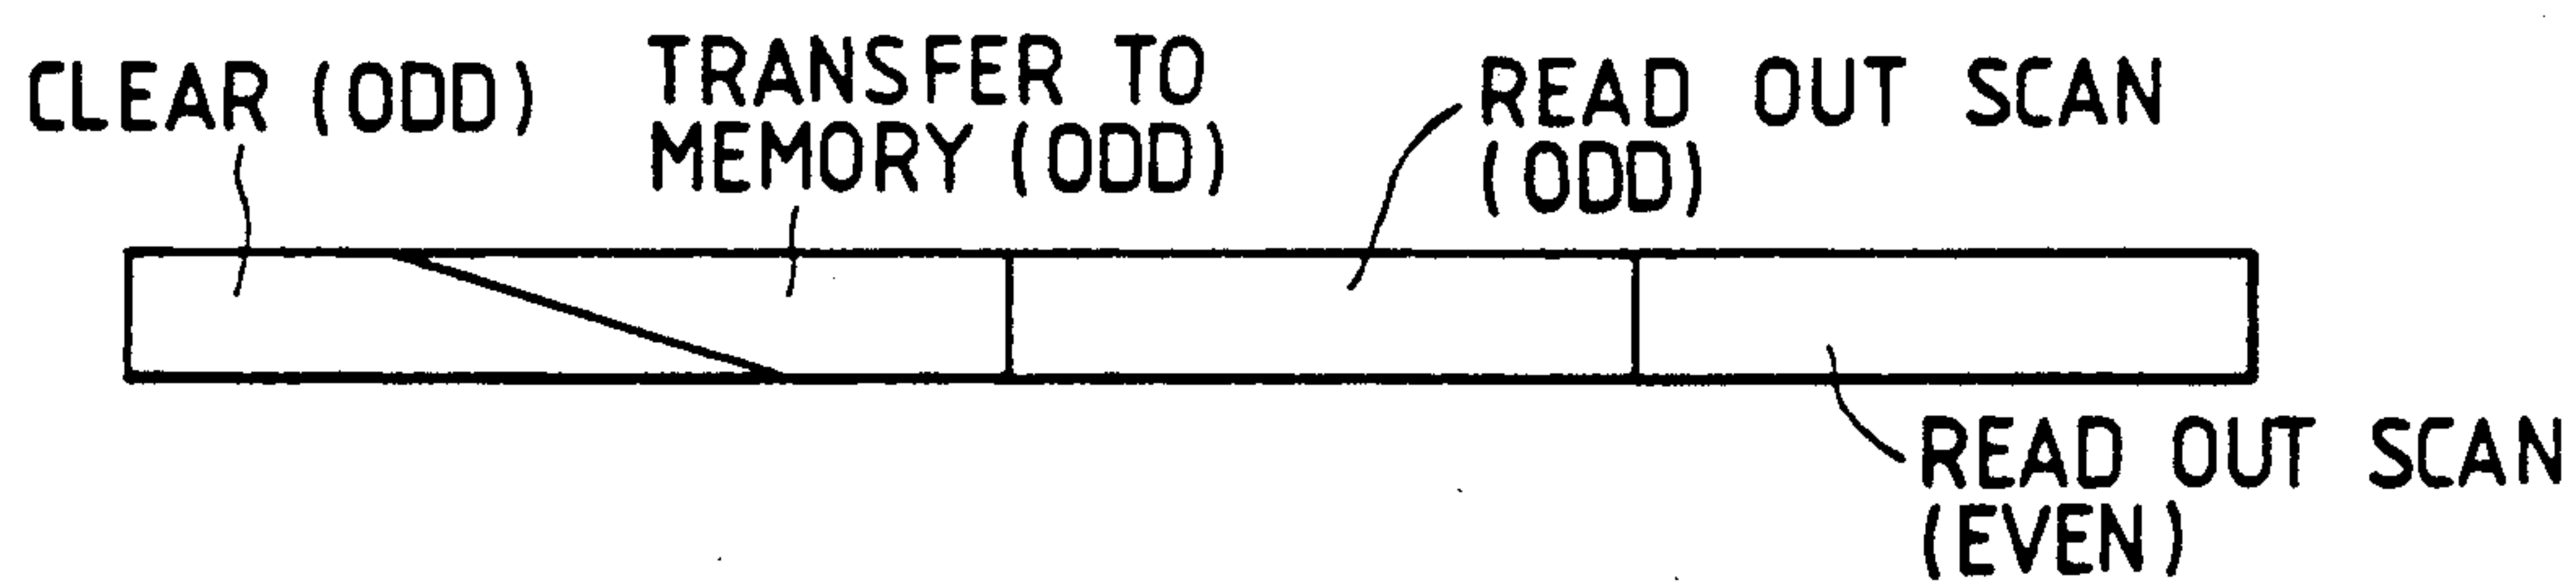 CLEAR (ODD)
TRANSFER TO
MEMORY (ODD)
READ OUT SCAN
(ODD)
READ OUT SCAN
(EVEN)